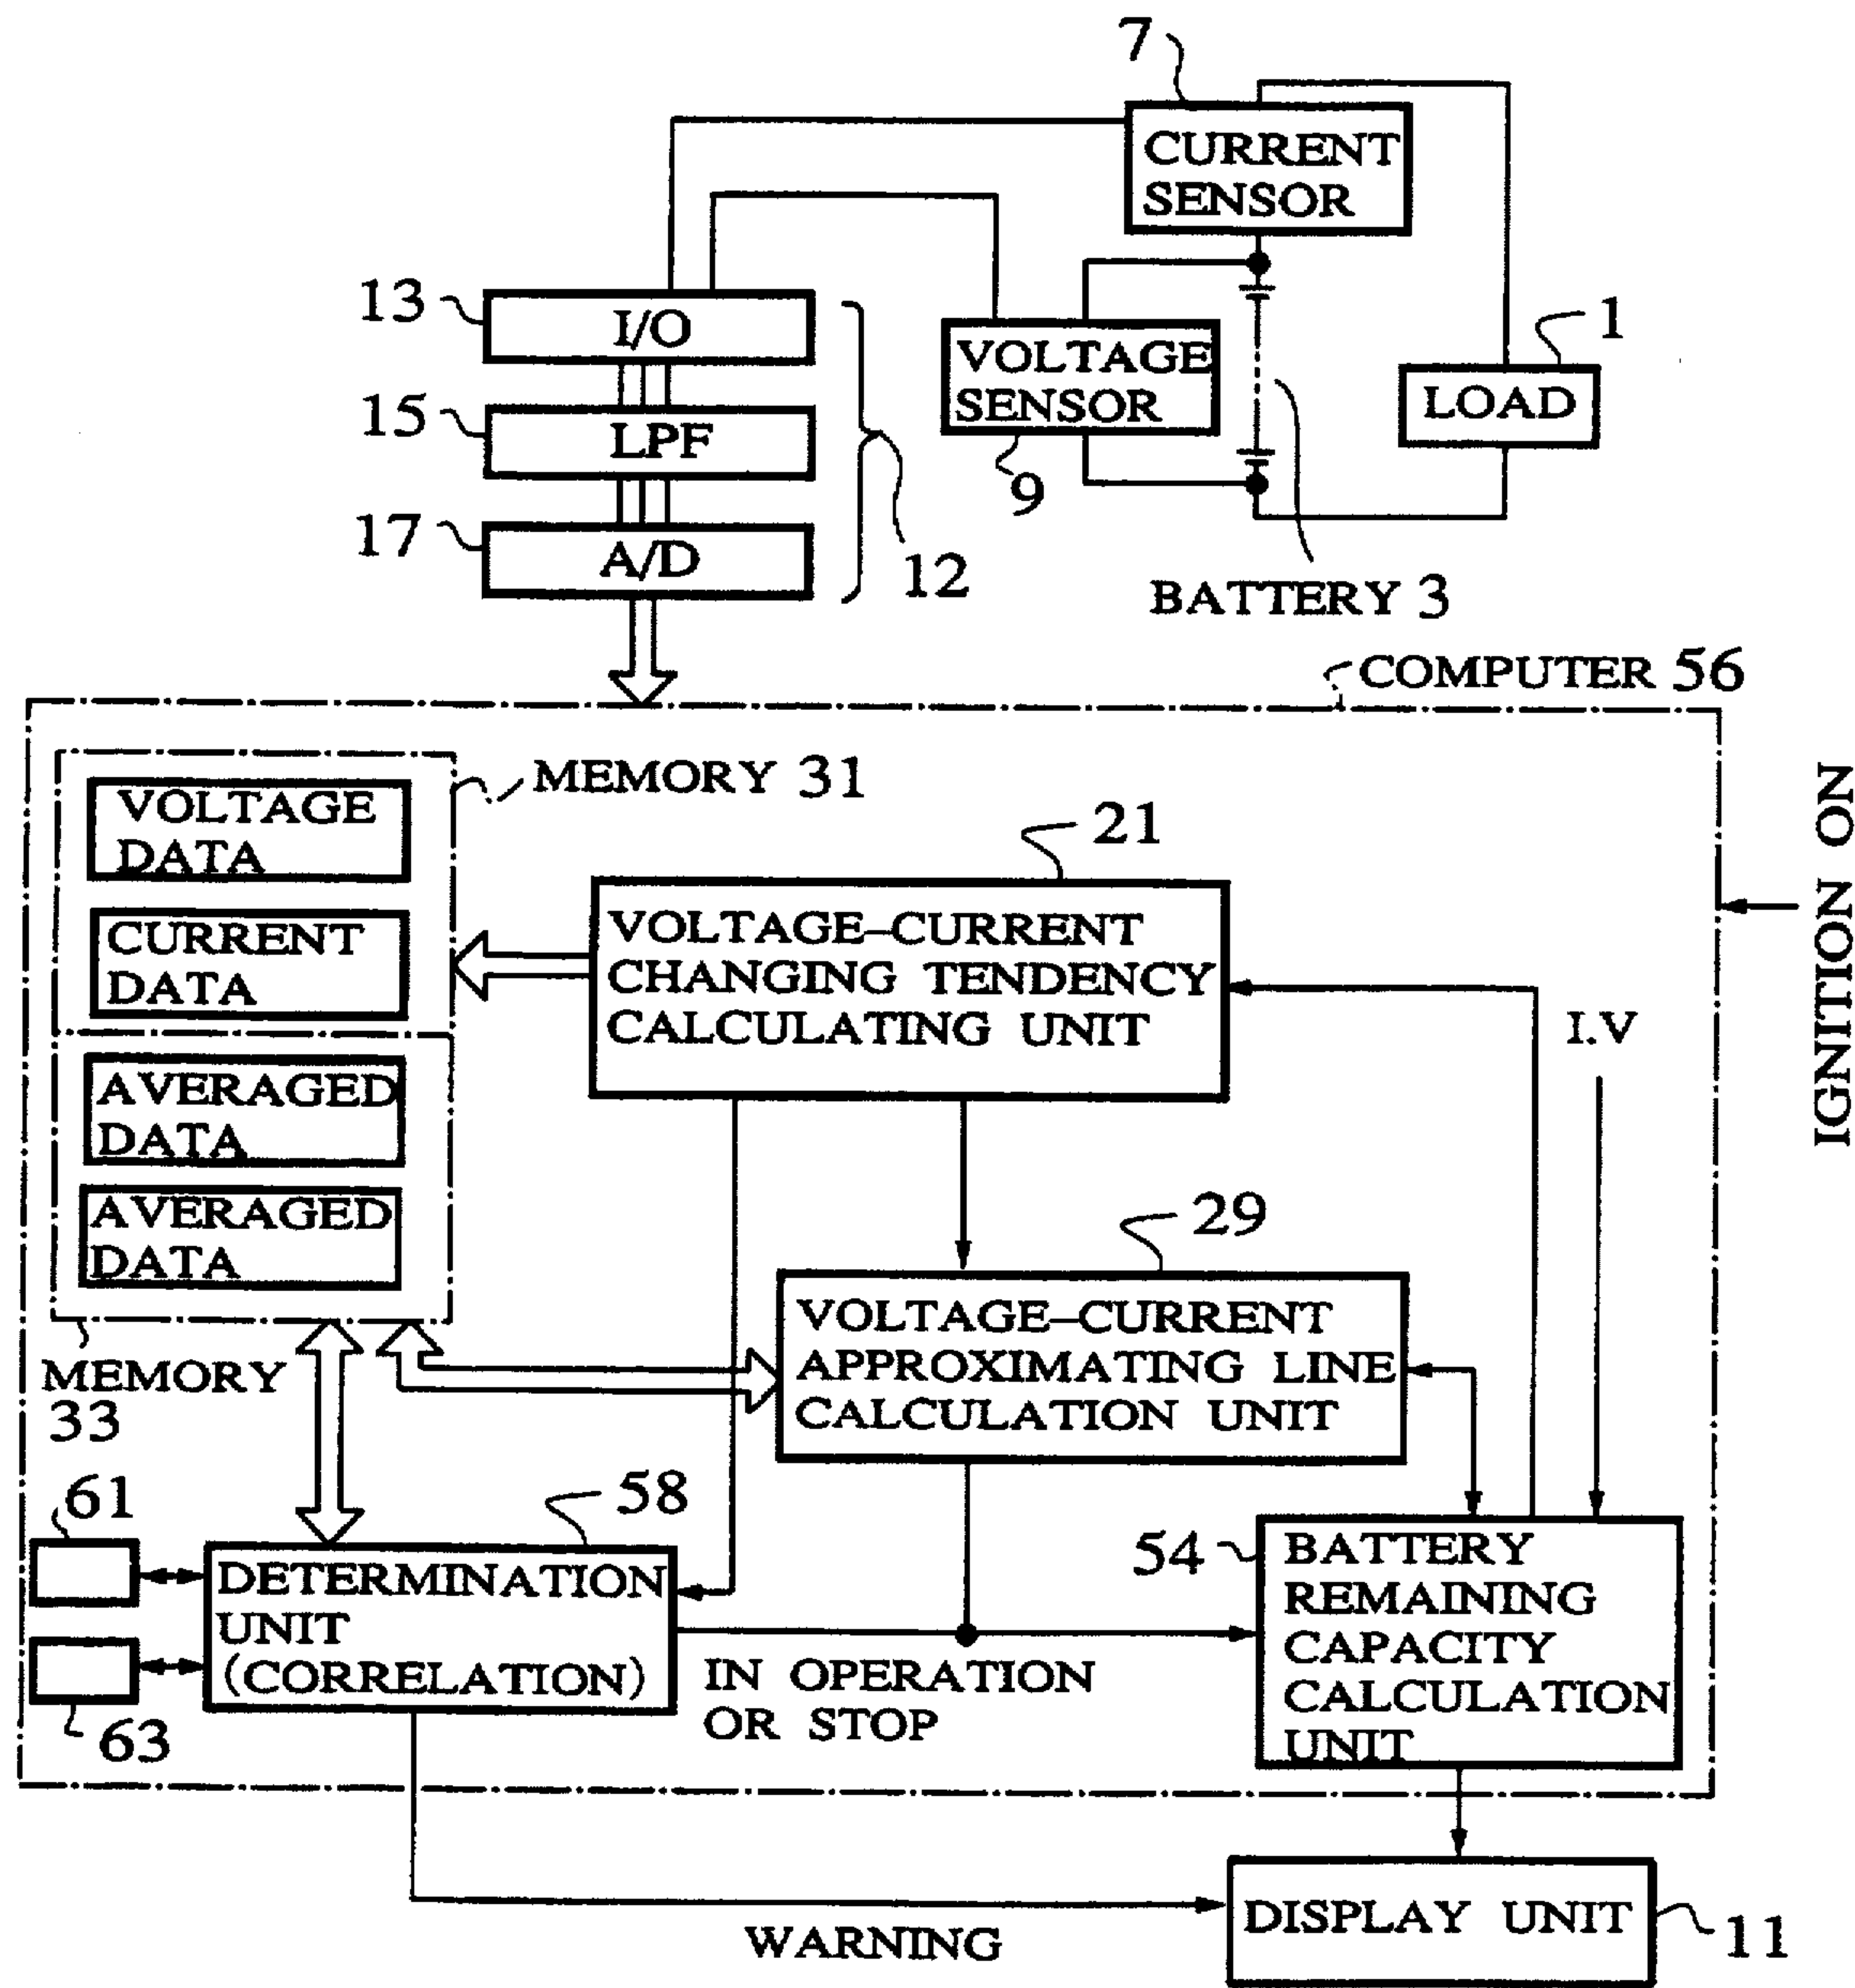 7
CURRENT
SENSOR
13
I/O
1
VOLTAGE
SENSOR
LOAD
15
LPF
9
17
A/D
12
BATTERY 3
COMPUTER 56
MEMORY 31
VOLTAGE
DATA
21
IGNITION ON
CURRENT
DATA
VOLTAGE–CURRENT
CHANGING TENDENCY
CALCULATING UNIT
I.V
AVERAGED
DATA
AVERAGED
DATA
29
VOLTAGE–CURRENT
APPROXIMATING LINE
CALCULATION UNIT
MEMORY
33
61
58
54
DETERMINATION
UNIT
(CORRELATION)
BATTERY
REMAINING
CAPACITY
CALCULATION
UNIT
63
IN OPERATION
OR STOP
WARNING
DISPLAY UNIT
11